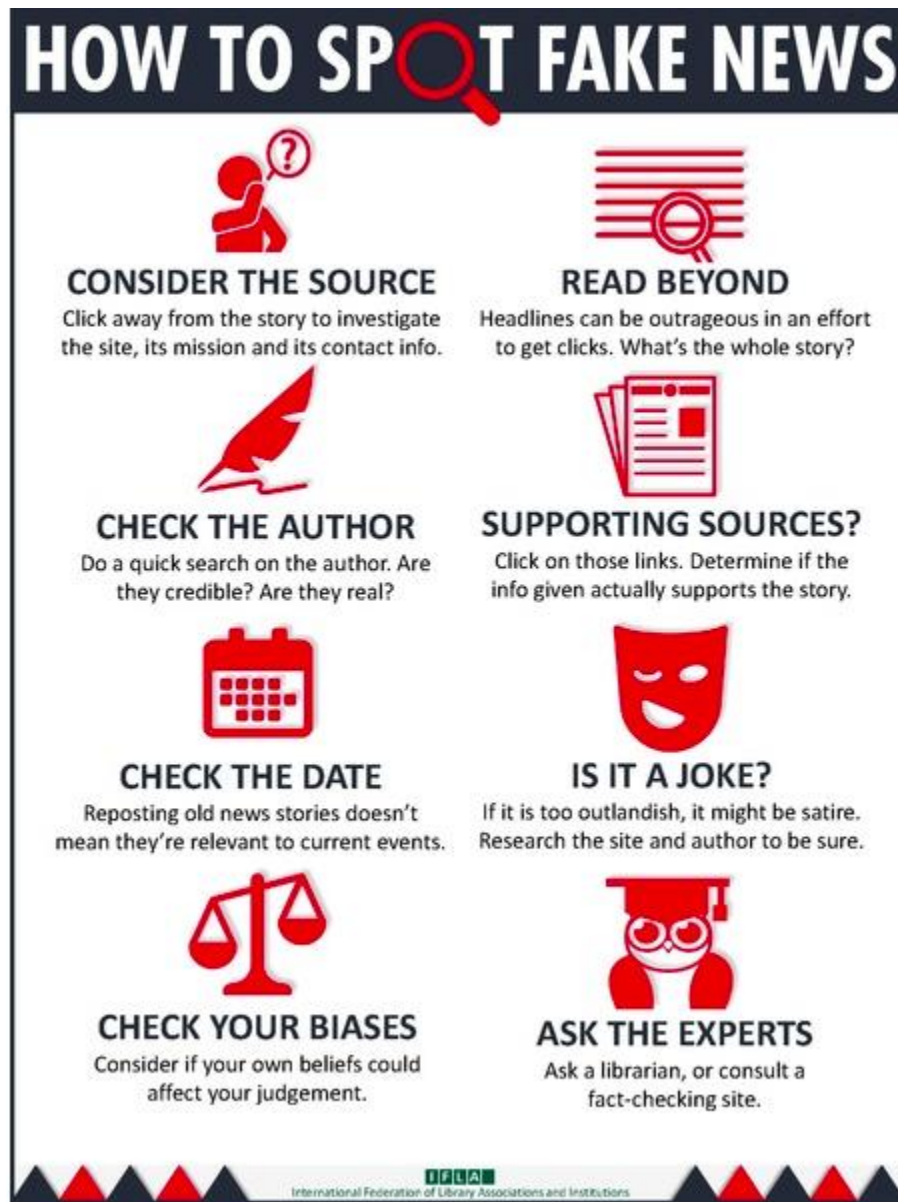 HOW TO SPOT FAKE NEWS
?
CONSIDER THE SOURCE
Click away from the story to investigate
the site, its mission and its contact info.
READ BEYOND
Headlines can be outrageous in an effort
to get clicks. What's the whole story?
CHECK THE AUTHOR
Do a quick search on the author. Are
they credible? Are they real?
SUPPORTING SOURCES?
Click on those links. Determine if the
info given actually supports the story.
CHECK THE DATE
Reposting old news stories doesn't
mean they're relevant to current events.
IS IT A JOKE?
If it is too outlandish, it might be satire.
Research the site and author to be sure.
CHECK YOUR BIASES
Consider if your own beliefs could
affect your judgement.
ASK THE EXPERTS
Ask a librarian, or consult a
fact-checking site.
IFLA
International Federation of Library Associations and Institutions